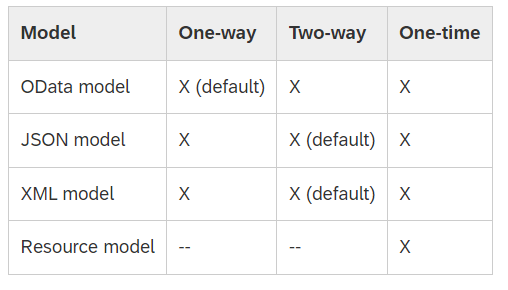 Model One-way Two-way One-time
OData model X (default) X X
JSON model X X (default) X
XML model X X (default) X
Resource model -- -- X